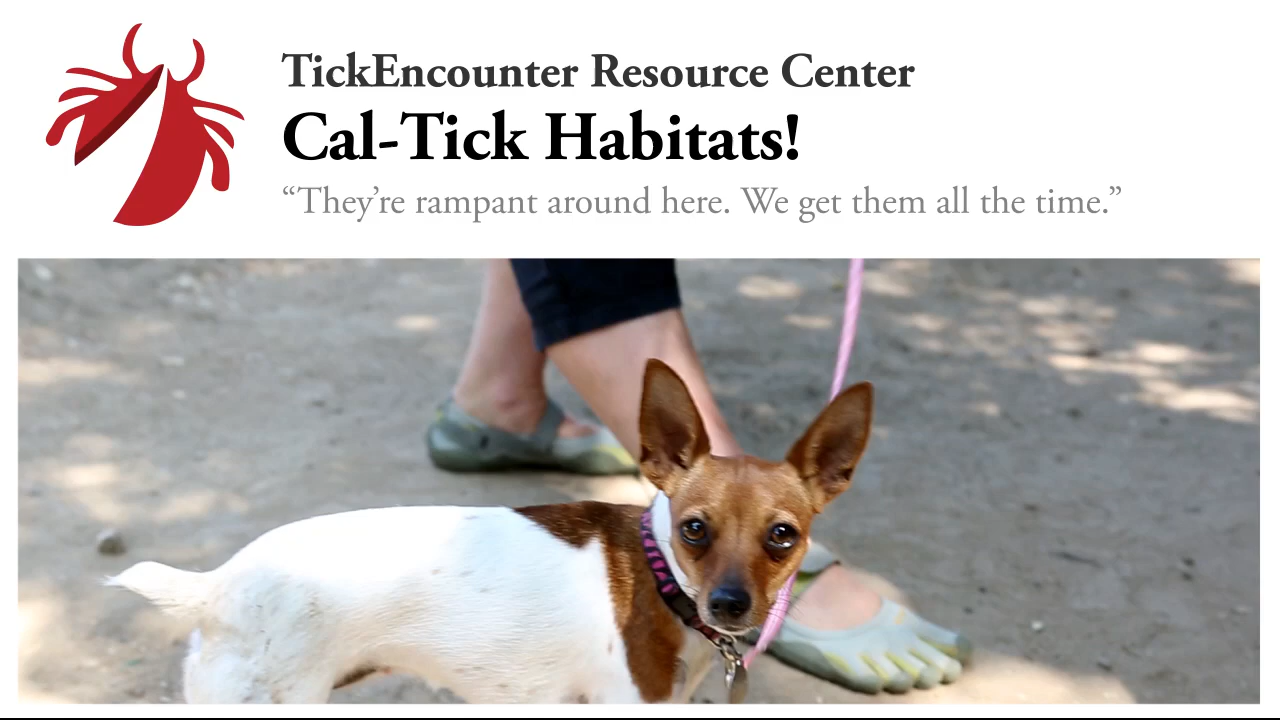 TickEncounter Resource Center
Cal-Tick Habitats!
“They’re rampant around here. We get them all the time.”